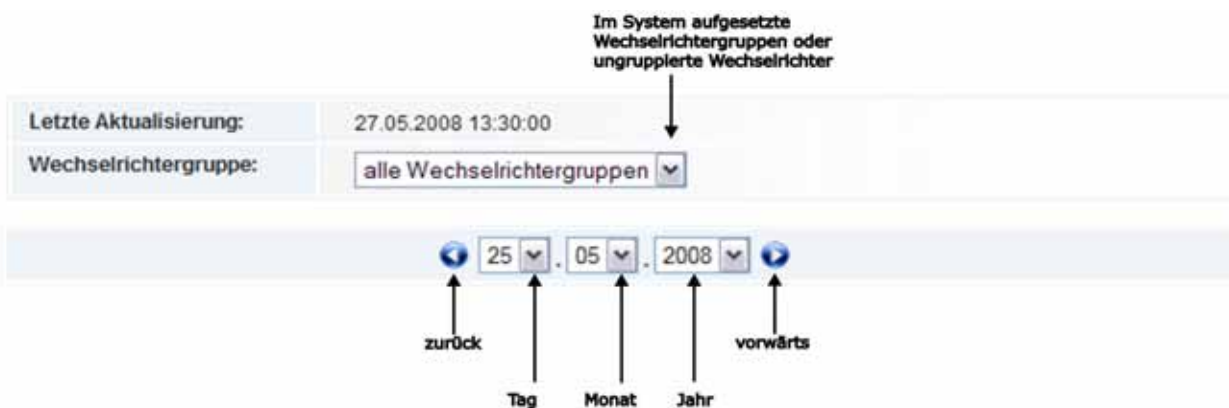 Im System aufgesetzte
Wechselrichtergruppen oder
ungruppierte Wechselrichter
Letzte Aktualisierung: 27.05.2008 13:30:00
Wechselrichtergruppe: alle Wechselrichtergruppen
25 . 05 . 2008
zurück vorwärts
Tag Monat Jahr